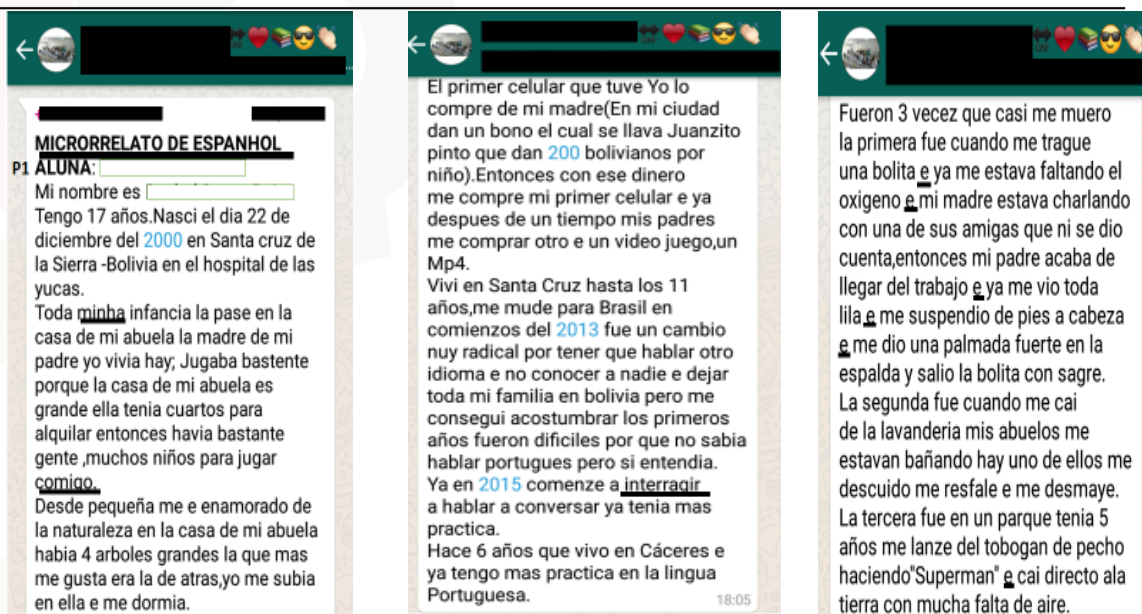 MICRORRELATO DE ESPANHOL
P1 ALUNA:
Mi nombre es
Tengo 17 años.Nasci el dia 22 de
diciembre del 2000 en Santa cruz de
la Sierra -Bolivia en el hospital de las
yucas.
Toda minha infancia la pase en la
casa de mi abuela la madre de mi
padre yo vivia hay; Jugaba bastente
porque la casa de mi abuela es
grande ella tenia cuartos para
alquilar entonces havia bastante
gente ,muchos niños para jugar
comigo.
Desde pequeña me e enamorado de
la naturaleza en la casa de mi abuela
habia 4 arboles grandes la que mas
me gusta era la de atras,yo me subia
en ella e me dormia.
El primer celular que tuve Yo lo
compre de mi madre(En mi ciudad
dan un bono el cual se llava Juanzito
pinto que dan 200 bolivianos por
niño).Entonces con ese dinero
me compre mi primer celular e ya
despues de un tiempo mis padres
me comprar otro e un video juego,un
Mp4.
Vivi en Santa Cruz hasta los 11
años,me mude para Brasil en
comienzos del 2013 fue un cambio
nuy radical por tener que hablar otro
idioma e no conocer a nadie e dejar
toda mi familia en bolivia pero me
consegui acostumbrar los primeros
años fueron dificiles por que no sabia
hablar portugues pero si entendia.
Ya en 2015 comenze a interragir
a hablar a conversar ya tenia mas
practica.
Hace 6 años que vivo en Cáceres e
ya tengo mas practica en la lingua
Portuguesa.
18:05
Fueron 3 vecez que casi me muero
la primera fue cuando me trague
una bolita e ya me estava faltando el
oxigeno e mi madre estava charlando
con una de sus amigas que ni se dio
cuenta,entonces mi padre acaba de
llegar del trabajo e ya me vio toda
lila e me suspendio de pies a cabeza
e me dio una palmada fuerte en la
espalda y salio la bolita con sagre.
La segunda fue cuando me cai
de la lavanderia mis abuelos me
estavan bañando hay uno de ellos me
descuido me resfale e me desmaye.
La tercera fue en un parque tenia 5
años me lanze del tobogan de pecho
haciendo"Superman" e cai directo ala
tierra con mucha falta de aire.